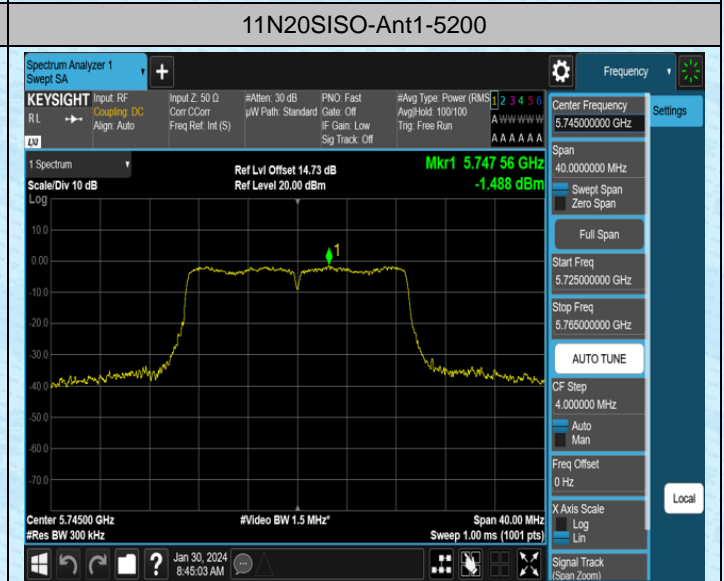 11N20SISO-Ant1-5200
Spectrum Analyzer 1
Swept SA
+
Frequency
KEYSIGHT Input: RF Input Z: 50 Ω #Atten: 30 dB PNO: Fast #Avg Type: Power (RMS 1 2 3 4 5 6
RL Coupling: DC Corr CCorr µW Path: Standard Gate: Off Avg|Hold: 100/100 A W W W W W
Align: Auto Freq Ref: Int (S) IF Gain: Low Trig: Free Run
Sig Track: Off A A A A A A
Center Frequency
5.745000000 GHz
Settings
Span
40.0000000 MHz
Swept Span
Zero Span
Full Span
Start Freq
5.725000000 GHz
Stop Freq
5.765000000 GHz
AUTO TUNE
CF Step
4.000000 MHz
Auto
Man
Freq Offset
0 Hz
X Axis Scale
Log
Lin
Local
Signal Track
(Span Zoom)
1 Spectrum
Scale/Div 10 dB
Log
Ref Lvl Offset 14.73 dB
Ref Level 20.00 dBm
Mkr1 5.747 56 GHz
-1.488 dBm
1
10.0
0.00
-10.0
-20.0
-30.0
-40.0
-50.0
-60.0
-70.0
Center 5.74500 GHz #Video BW 1.5 MHz* Span 40.00 MHz
#Res BW 300 kHz Sweep 1.00 ms (1001 pts)
? Jan 30, 2024
8:45:03 AM